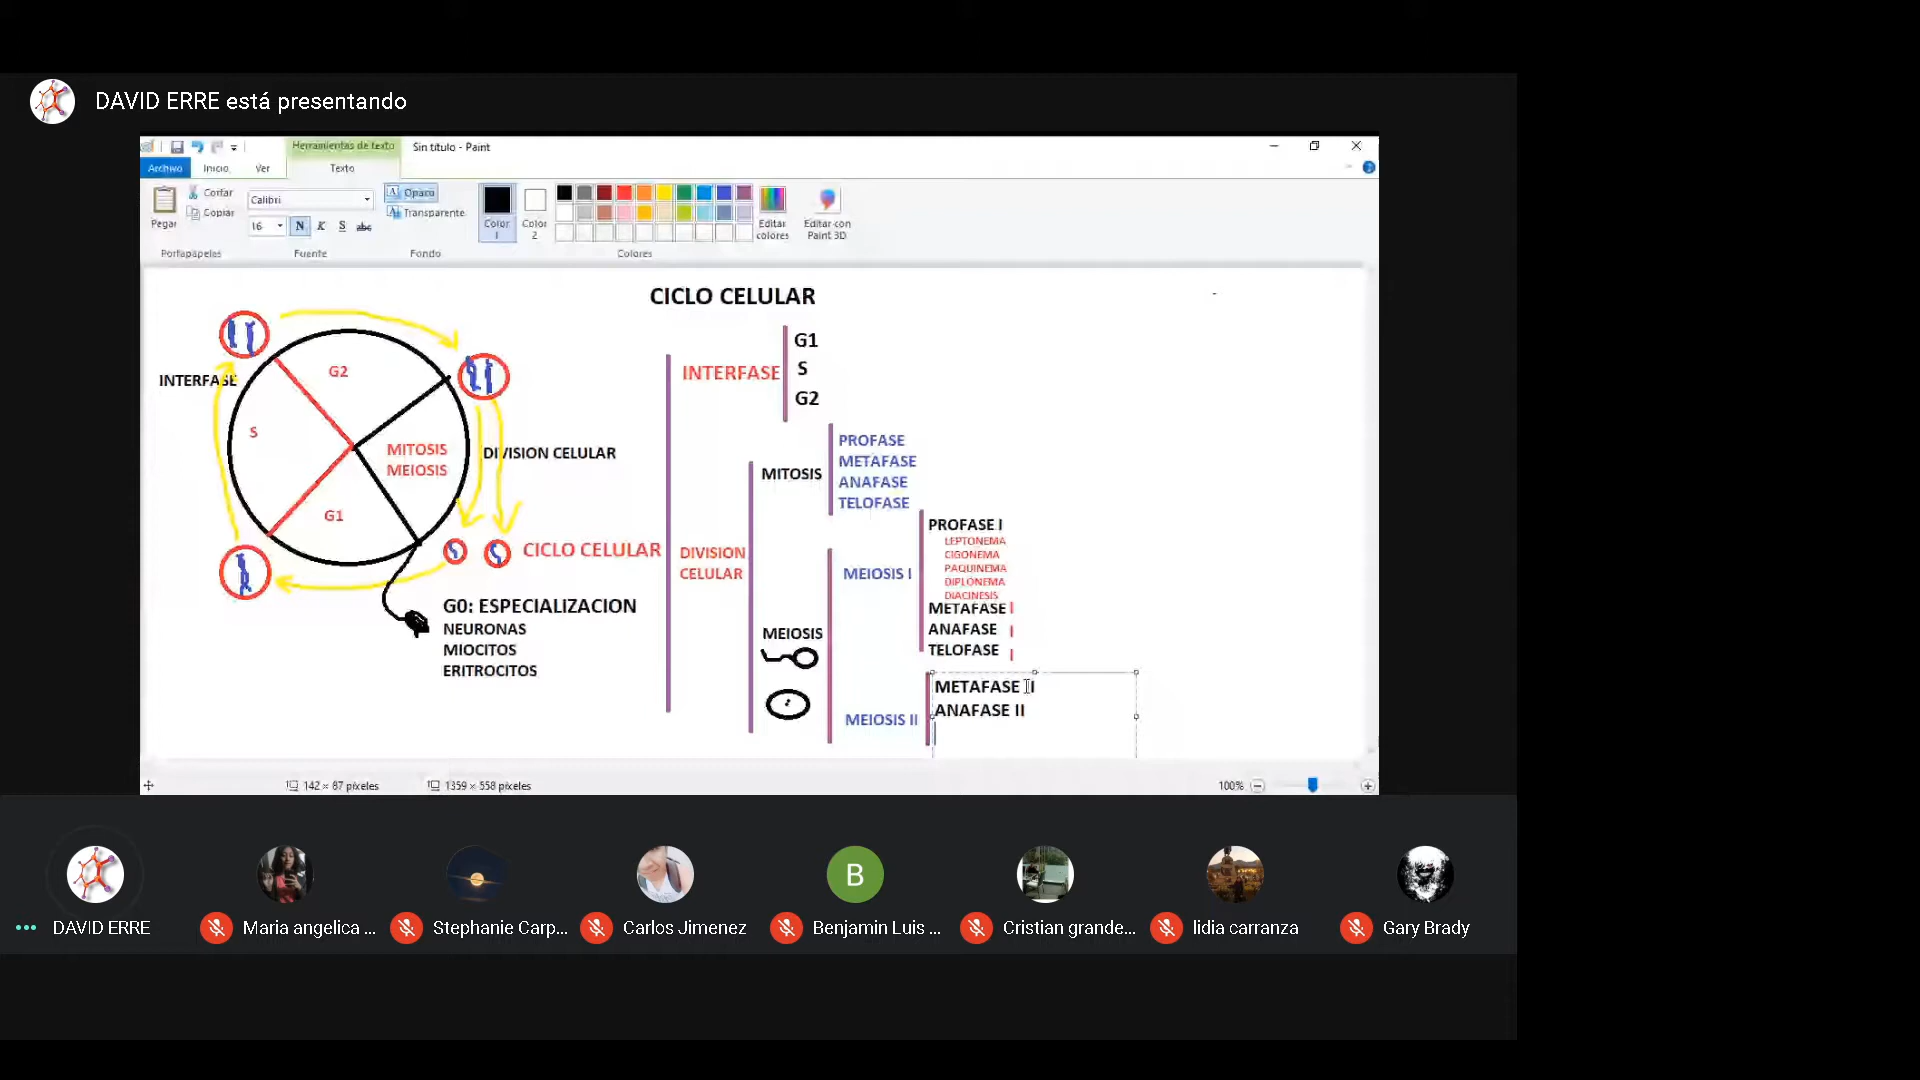 DAVID ERRE está presentando
Herramientas de texto
Sin título - Paint
Archivo
Inicio
Ver
Texto
Pegar
Cortar
Copiar
Portapapeles
Calibri
16
N
K
S
abc
Fuente
Opaco
Transparente
Fondo
Color
1
Color
2
Colores
Editar
colores
Editar con
Paint 3D
CICLO CELULAR
INTERFASE
G2
S
G1
MITOSIS
MEIOSIS
DIVISION CELULAR
G0: ESPECIALIZACION
NEURONAS
MIOCITOS
ERITROCITOS
CICLO CELULAR
INTERFASE
G1
S
G2
DIVISION
CELULAR
MITOSIS
PROFASE
METAFASE
ANAFASE
TELOFASE
MEIOSIS
MEIOSIS I
PROFASE I
LEPTONEMA
CIGONEMA
PAQUINEMA
DIPLONEMA
DIACINESIS
METAFASE I
ANAFASE I
TELOFASE I
MEIOSIS II
METAFASE II
ANAFASE II
142 × 87 píxeles
1359 × 558 píxeles
100%
B
DAVID ERRE
Maria angelica ...
Stephanie Carp...
Carlos Jimenez
Benjamin Luis ...
Cristian grande...
lidia carranza
Gary Brady